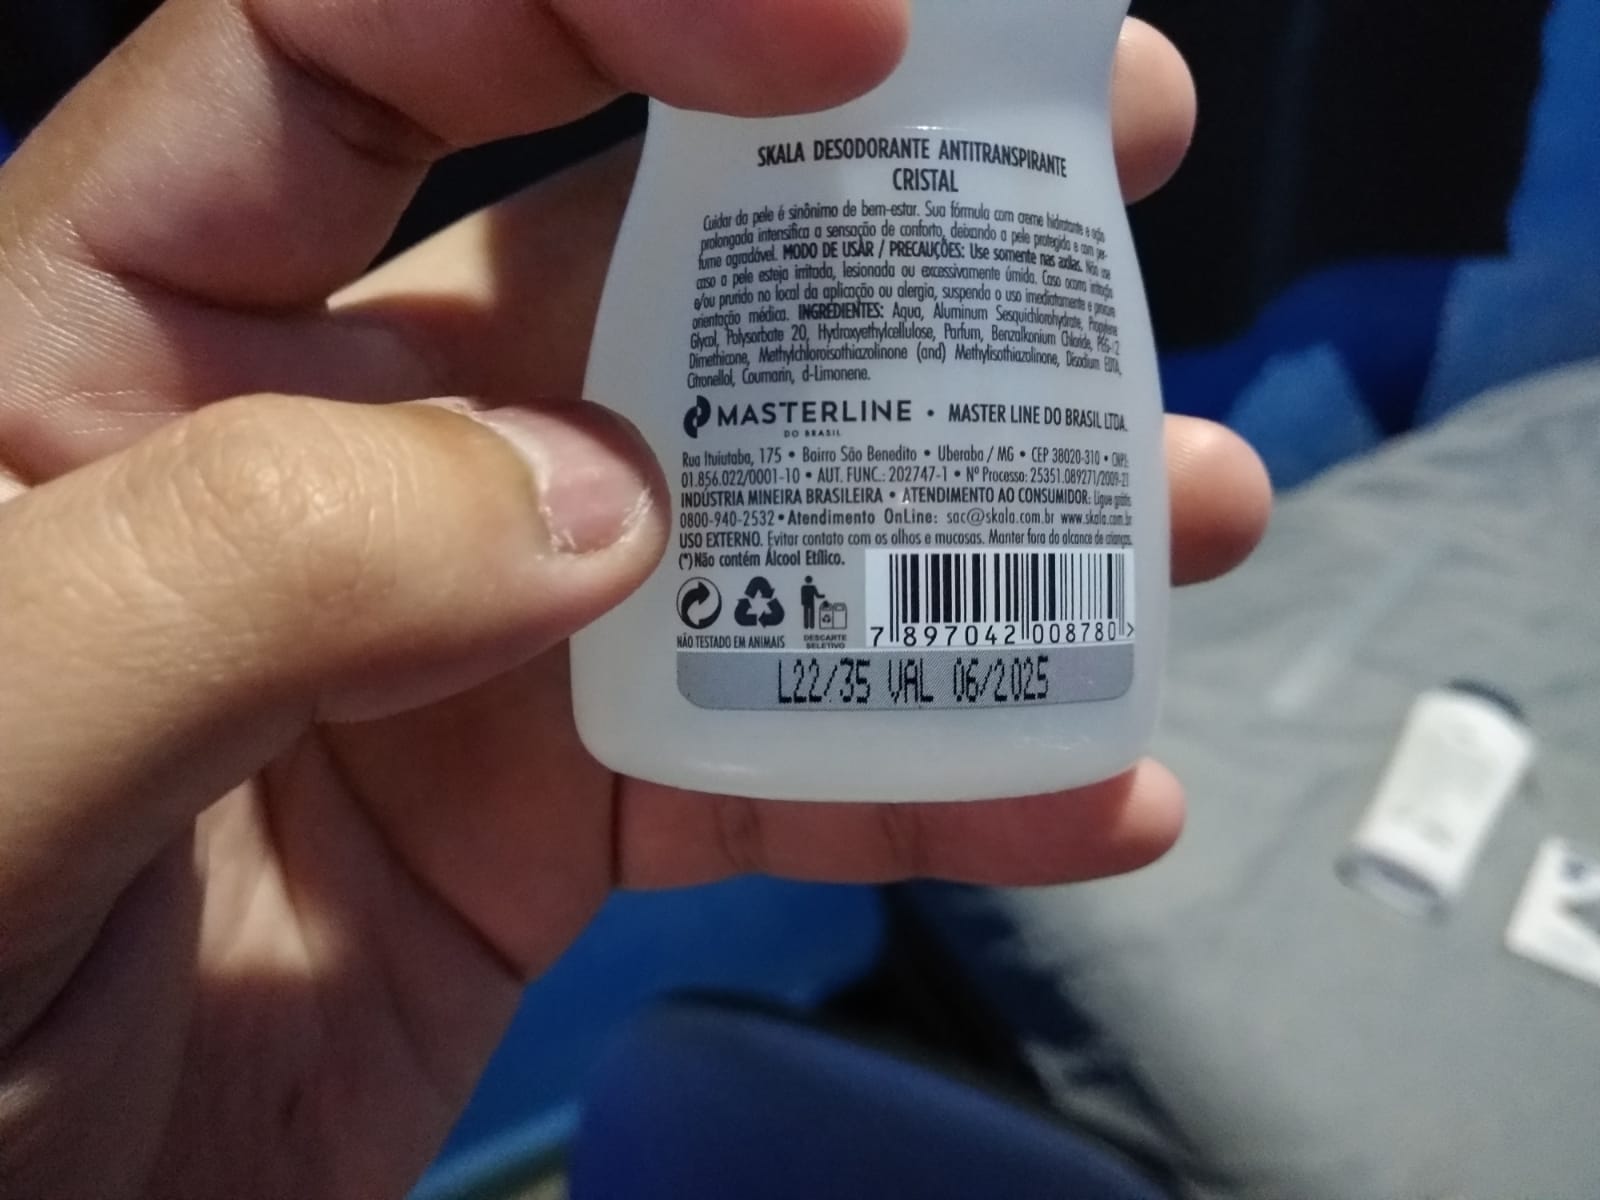 SKALA DESODORANTE ANTITRANSPIRANTE
CRISTAL
Cuidar da pele é sinônimo de bem-estar. Sua fórmula com creme hidratante e ação
prolongada intensifica a sensação de conforto, deixando a pele protegida e com per-
fume agradável. MODO DE USAR / PRECAUÇÕES: Use somente nas axilas. Não use
caso a pele esteja irritada, lesionada ou excessivamente úmida. Caso ocorra irritação
e/ou prurido no local da aplicação ou alergia, suspenda o uso imediatamente e procure
orientação médica. INGREDIENTES: Aqua, Aluminum Sesquichlorohydrate, Propylene
Glycol, Polysorbate 20, Hydroxyethylcellulose, Parfum, Benzalkonium Chloride, PEG-12
Dimethicone, Methylchloroisothiazolinone (and) Methylisothiazolinone, Disodium EDTA,
Citronellol, Coumarin, d-Limonene.
MASTERLINE • MASTER LINE DO BRASIL LTDA.
DO BRASIL
Rua Ituiutaba, 175 • Bairro São Benedito • Uberaba / MG • CEP 38020-310 • CNPJ:
01.856.022/0001-10 • AUT. FUNC.: 202747-1 • Nº Processo: 25351.089271/2009-21
INDÚSTRIA MINEIRA BRASILEIRA • ATENDIMENTO AO CONSUMIDOR: Ligue grátis
0800-940-2532 • Atendimento OnLine: sac@skala.com.br www.skala.com.br
USO EXTERNO. Evitar contato com os olhos e mucosas. Manter fora do alcance de crianças.
(*)Não contém Álcool Etílico.
NÃO TESTADO EM ANIMAIS
DESCARTE
SELETIVO
7 897042 008780 >
L22/35 VAL 06/2025